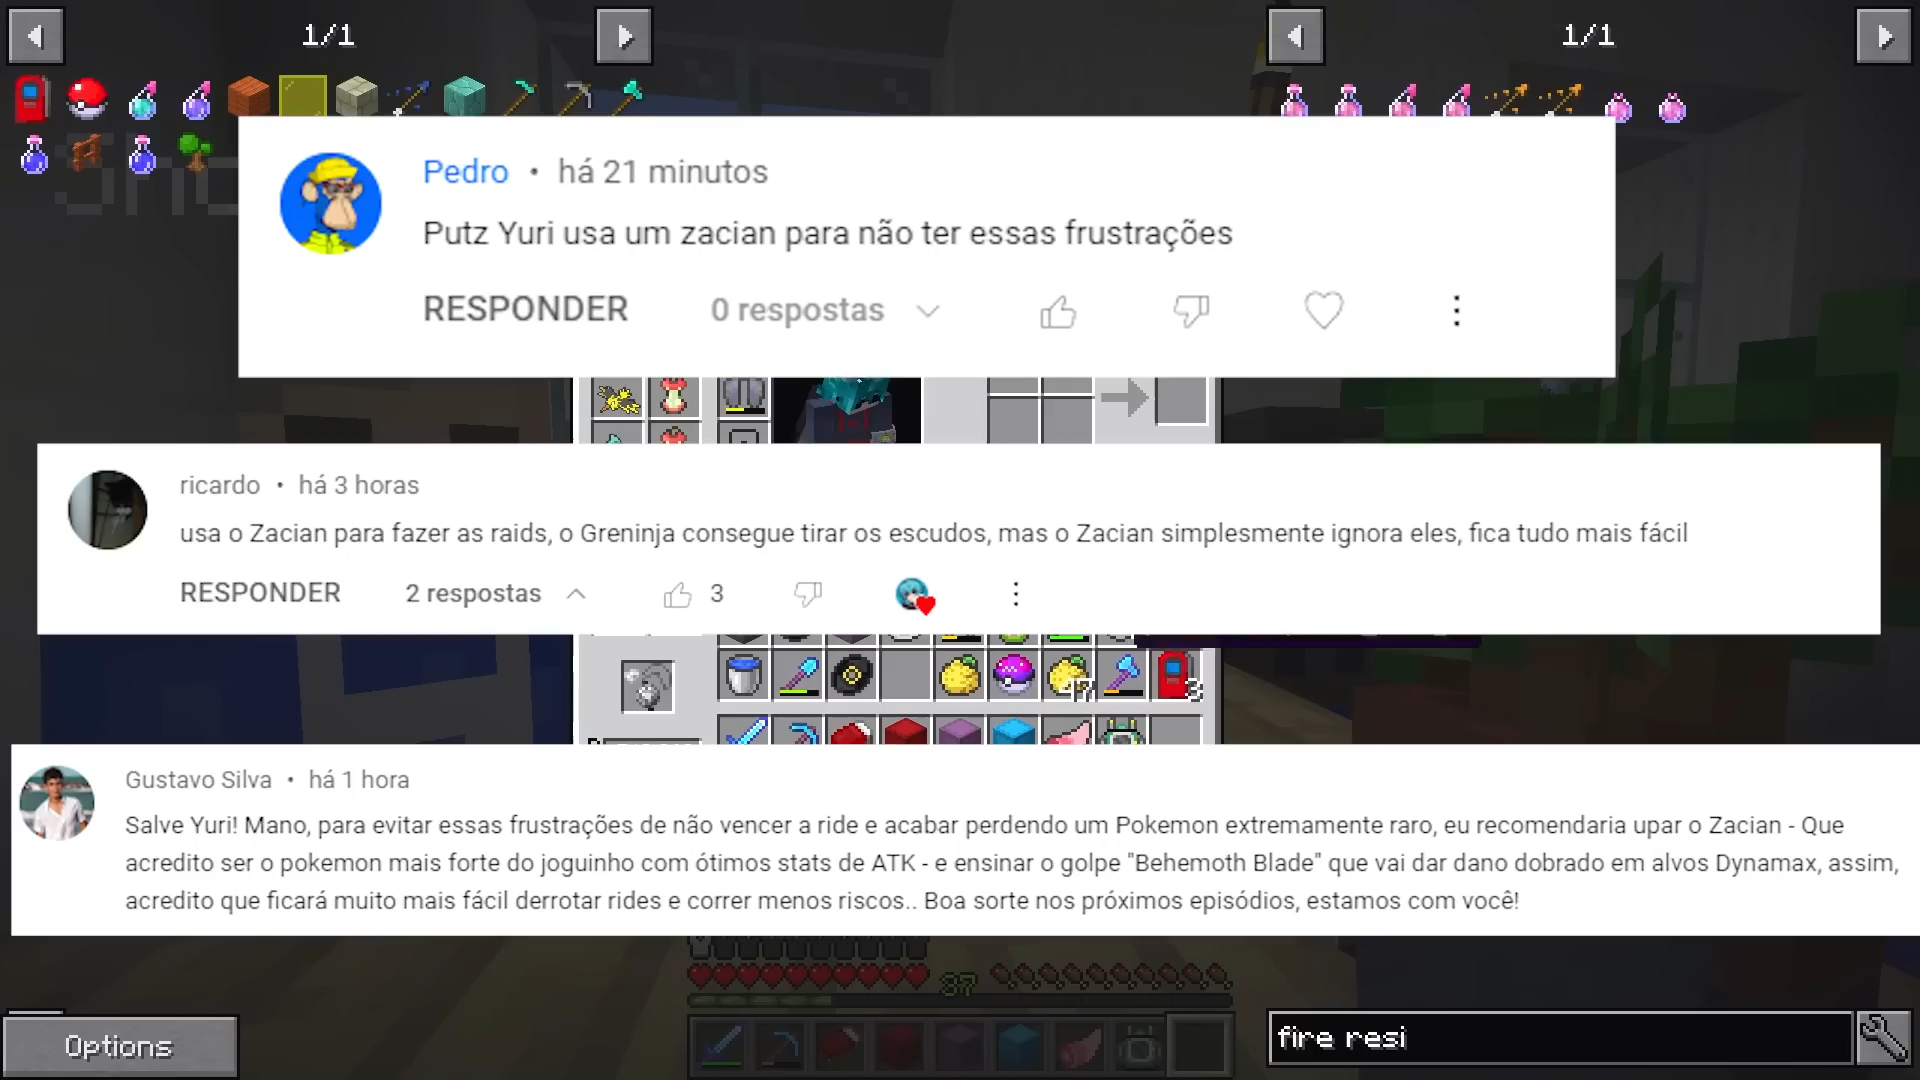 1/1
1/1
Pedro • há 21 minutos
Putz Yuri usa um zacian para não ter essas frustrações
RESPONDER 0 respostas
ricardo • há 3 horas
usa o Zacian para fazer as raids, o Greninja consegue tirar os escudos, mas o Zacian simplesmente ignora eles, fica tudo mais fácil
RESPONDER 2 respostas 3
17
3
Gustavo Silva • há 1 hora
Salve Yuri! Mano, para evitar essas frustrações de não vencer a ride e acabar perdendo um Pokemon extremamente raro, eu recomendaria upar o Zacian - Que
acredito ser o pokemon mais forte do joguinho com ótimos stats de ATK - e ensinar o golpe "Behemoth Blade" que vai dar dano dobrado em alvos Dynamax, assim,
acredito que ficará muito mais fácil derrotar rides e correr menos riscos.. Boa sorte nos próximos episódios, estamos com você!
37
Options
fire resi